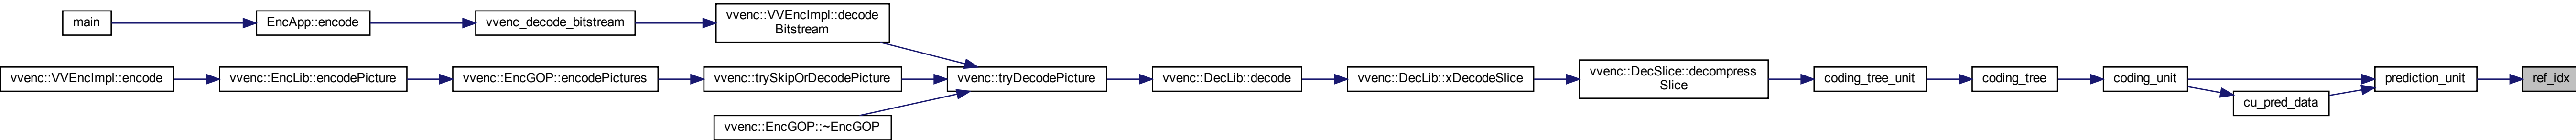 main
EncApp::encode
vvenc_decode_bitstream
vvenc::VVEncImpl::decode
Bitstream
vvenc::VVEncImpl::encode
vvenc::EncLib::encodePicture
vvenc::EncGOP::encodePictures
vvenc::trySkipOrDecodePicture
vvenc::tryDecodePicture
vvenc::DecLib::decode
vvenc::DecLib::xDecodeSlice
vvenc::DecSlice::decompress
Slice
coding_tree_unit
coding_tree
coding_unit
prediction_unit
ref_idx
cu_pred_data
vvenc::EncGOP::~EncGOP